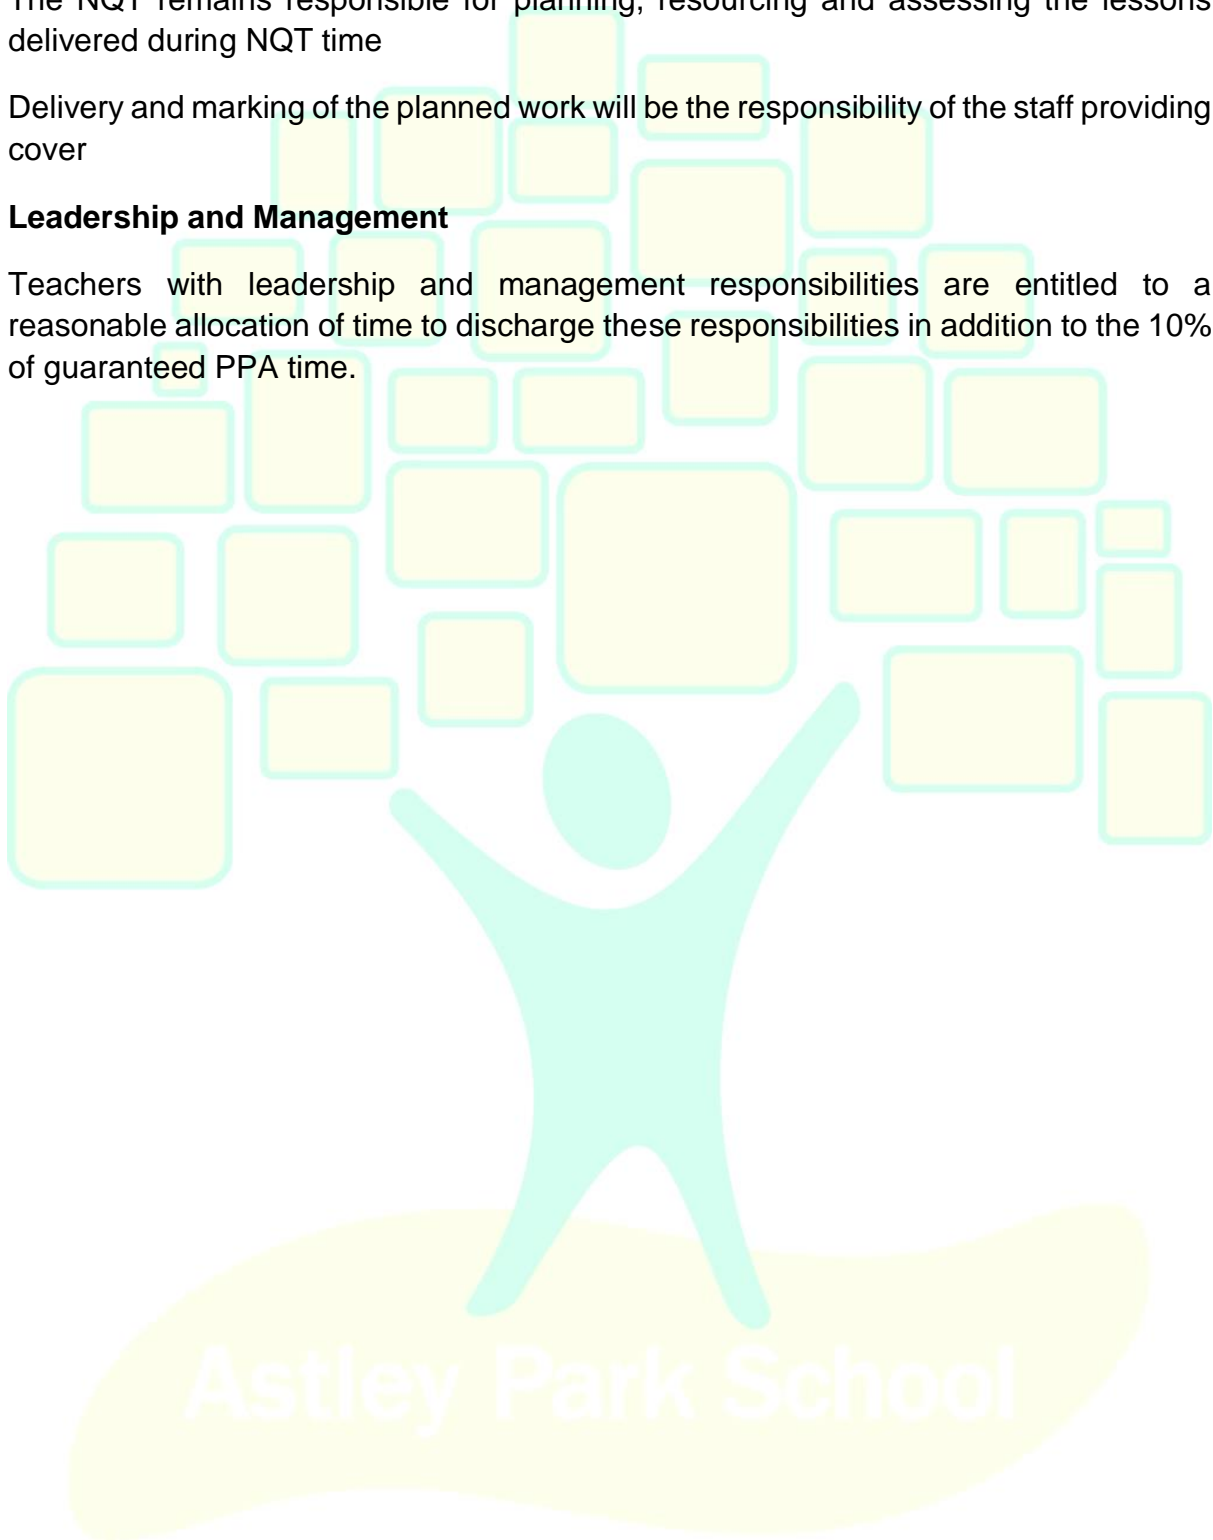 The NQT remains responsible for planning, resourcing and assessing the lessons
delivered during NQT time
Delivery and marking of the planned work will be the responsibility of the staff providing
cover
Leadership and Management
Teachers with leadership and management responsibilities are entitled to a
reasonable allocation of time to discharge these responsibilities in addition to the 10%
of guaranteed PPA time.
Astley Park School